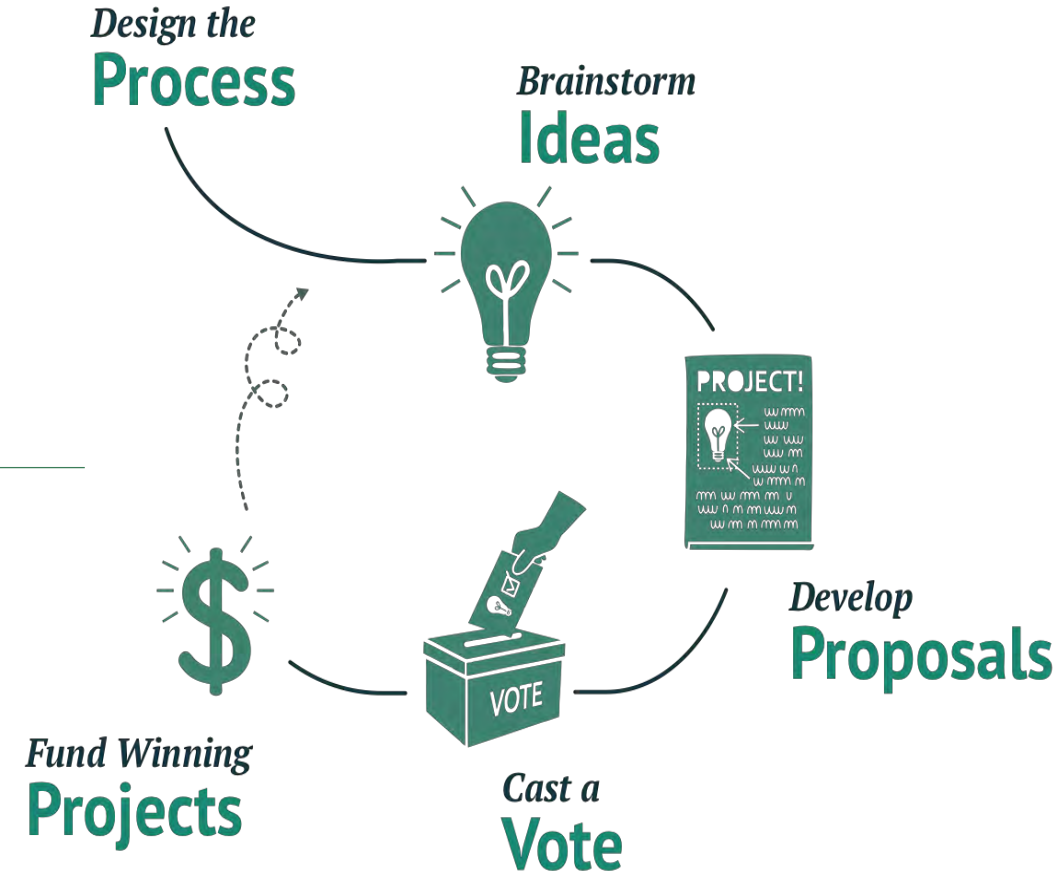 Design the
Process
Brainstorm
Ideas
PROJECT!
Develop
Proposals
VOTE
Cast a
Vote
Fund Winning
Projects